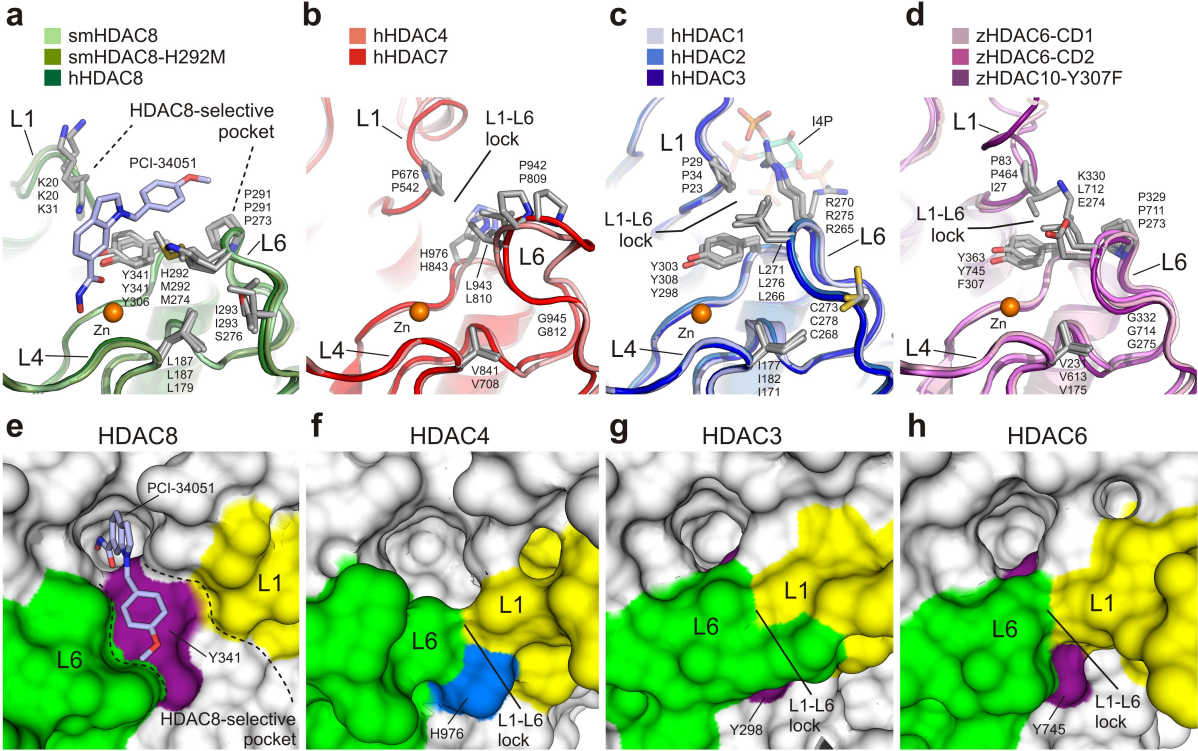 a
smHDAC8
smHDAC8-H292M
hHDAC8
L1
HDAC8-selective
pocket
PCI-34051
K20
K20
K31
P291
P291
P273
L6
Y341
Y341
Y306
H292
M292
M274
I293
I293
S276
Zn
L4
L187
L187
L179
b
hHDAC4
hHDAC7
L1
L1-L6
lock
P676
P542
P942
P809
H976
H843
L6
L943
L810
G945
G812
L4
V841
V708
c
hHDAC1
hHDAC2
hHDAC3
I4P
L1
P29
P34
P23
L1-L6
lock
R270
R275
R265
L6
Y303
Y308
Y298
L271
L276
L266
C273
C278
C268
Zn
L4
I177
I182
I171
d
zHDAC6-CD1
zHDAC6-CD2
zHDAC10-Y307F
L1
P83
P464
I27
K330
L712
E274
P329
P711
P273
L1-L6
lock
L6
Y363
Y745
F307
Zn
G332
G714
G275
L4
V23
V613
V175
e
HDAC8
PCI-34051
L1
L6
Y341
HDAC8-selective
pocket
f
HDAC4
L1
L6
H976
L1-L6
lock
g
HDAC3
L1
L6
Y298
L1-L6
lock
h
HDAC6
L1
L6
Y745
L1-L6
lock